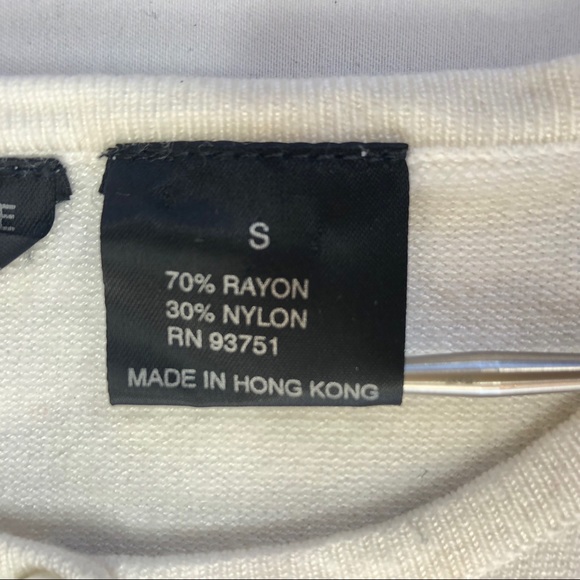 E
S
70% RAYON
30% NYLON
RN 93751
MADE IN HONG KONG